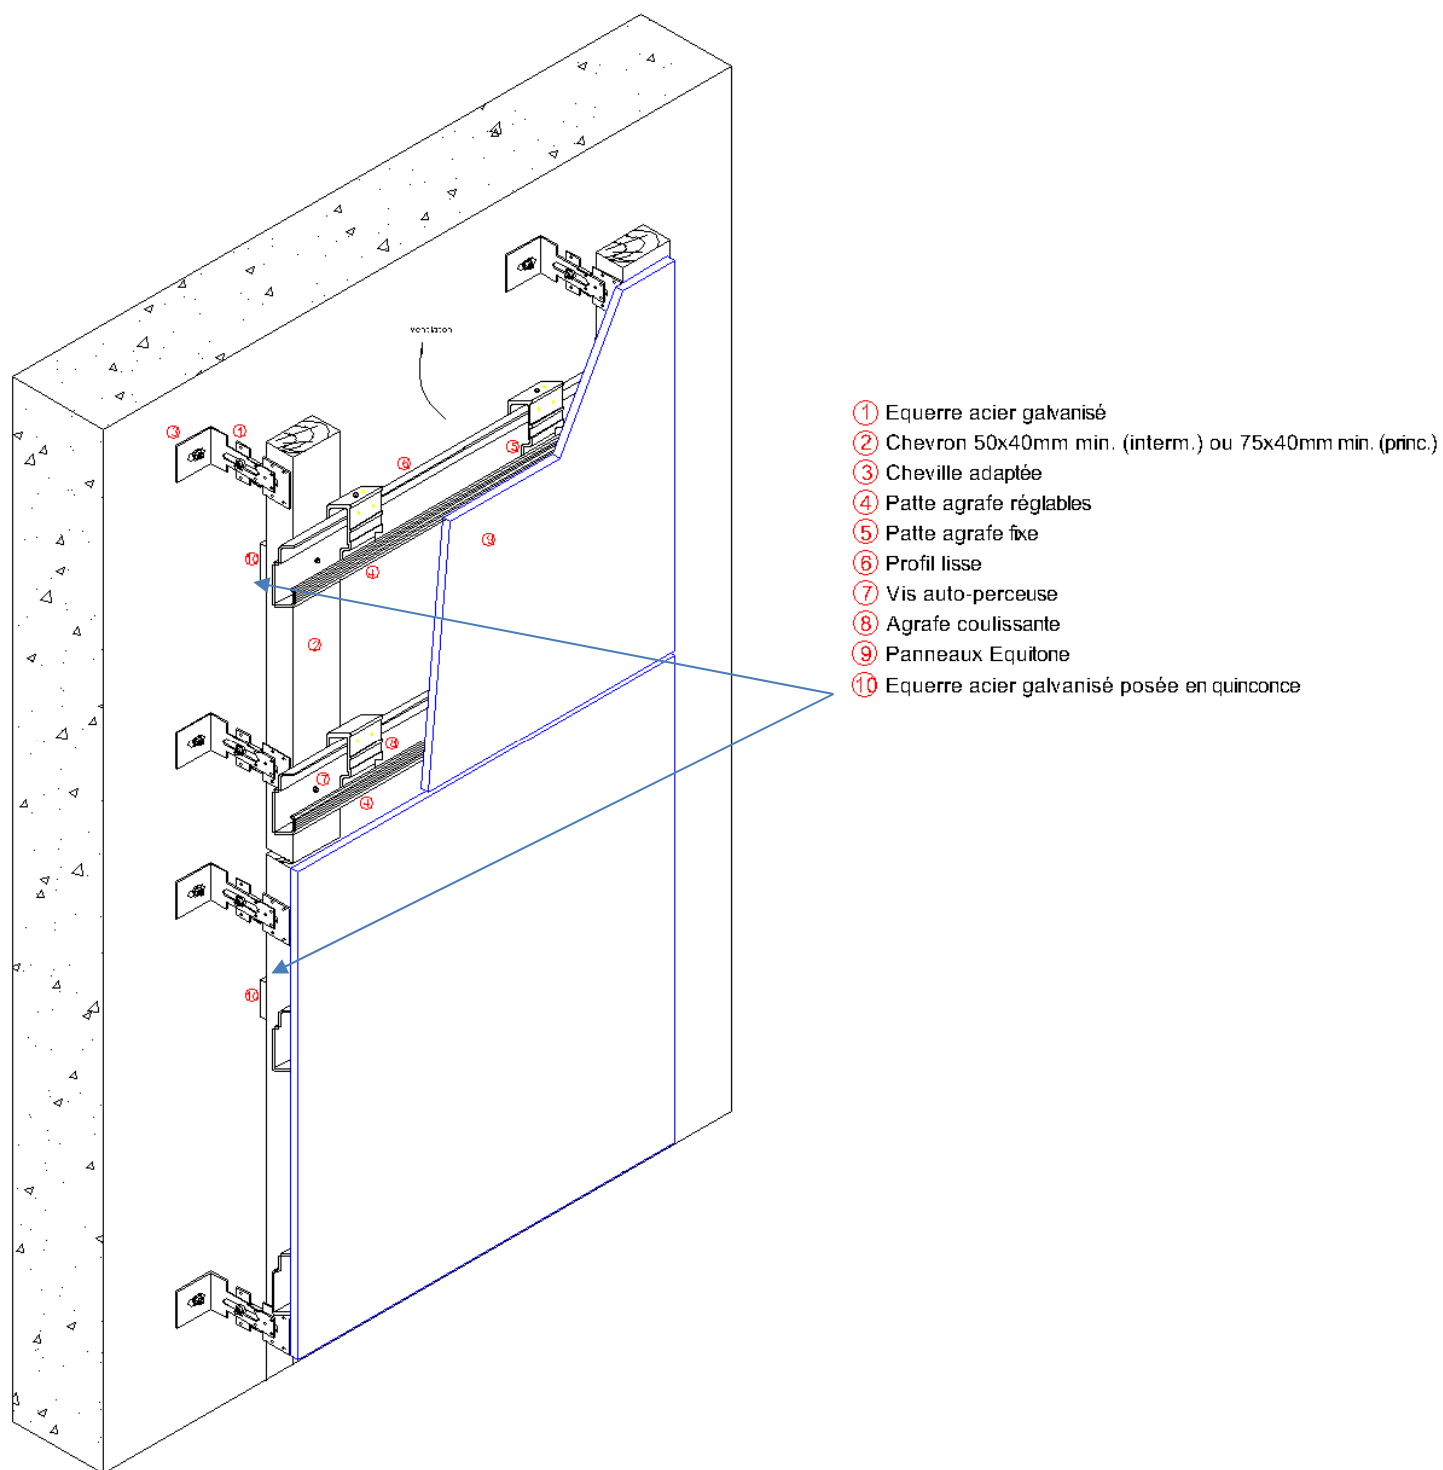 ventilation
3
1
6
5
9
10
4
2
8
7
4
10
1 Equerre acier galvanisé
2 Chevron 50x40mm min. (interm.) ou 75x40mm min. (princ.)
3 Cheville adaptée
4 Patte agrafe réglables
5 Patte agrafe fixe
6 Profil lisse
7 Vis auto-perceuse
8 Agrafe coulissante
9 Panneaux Equitone
10 Equerre acier galvanisé posée en quinconce